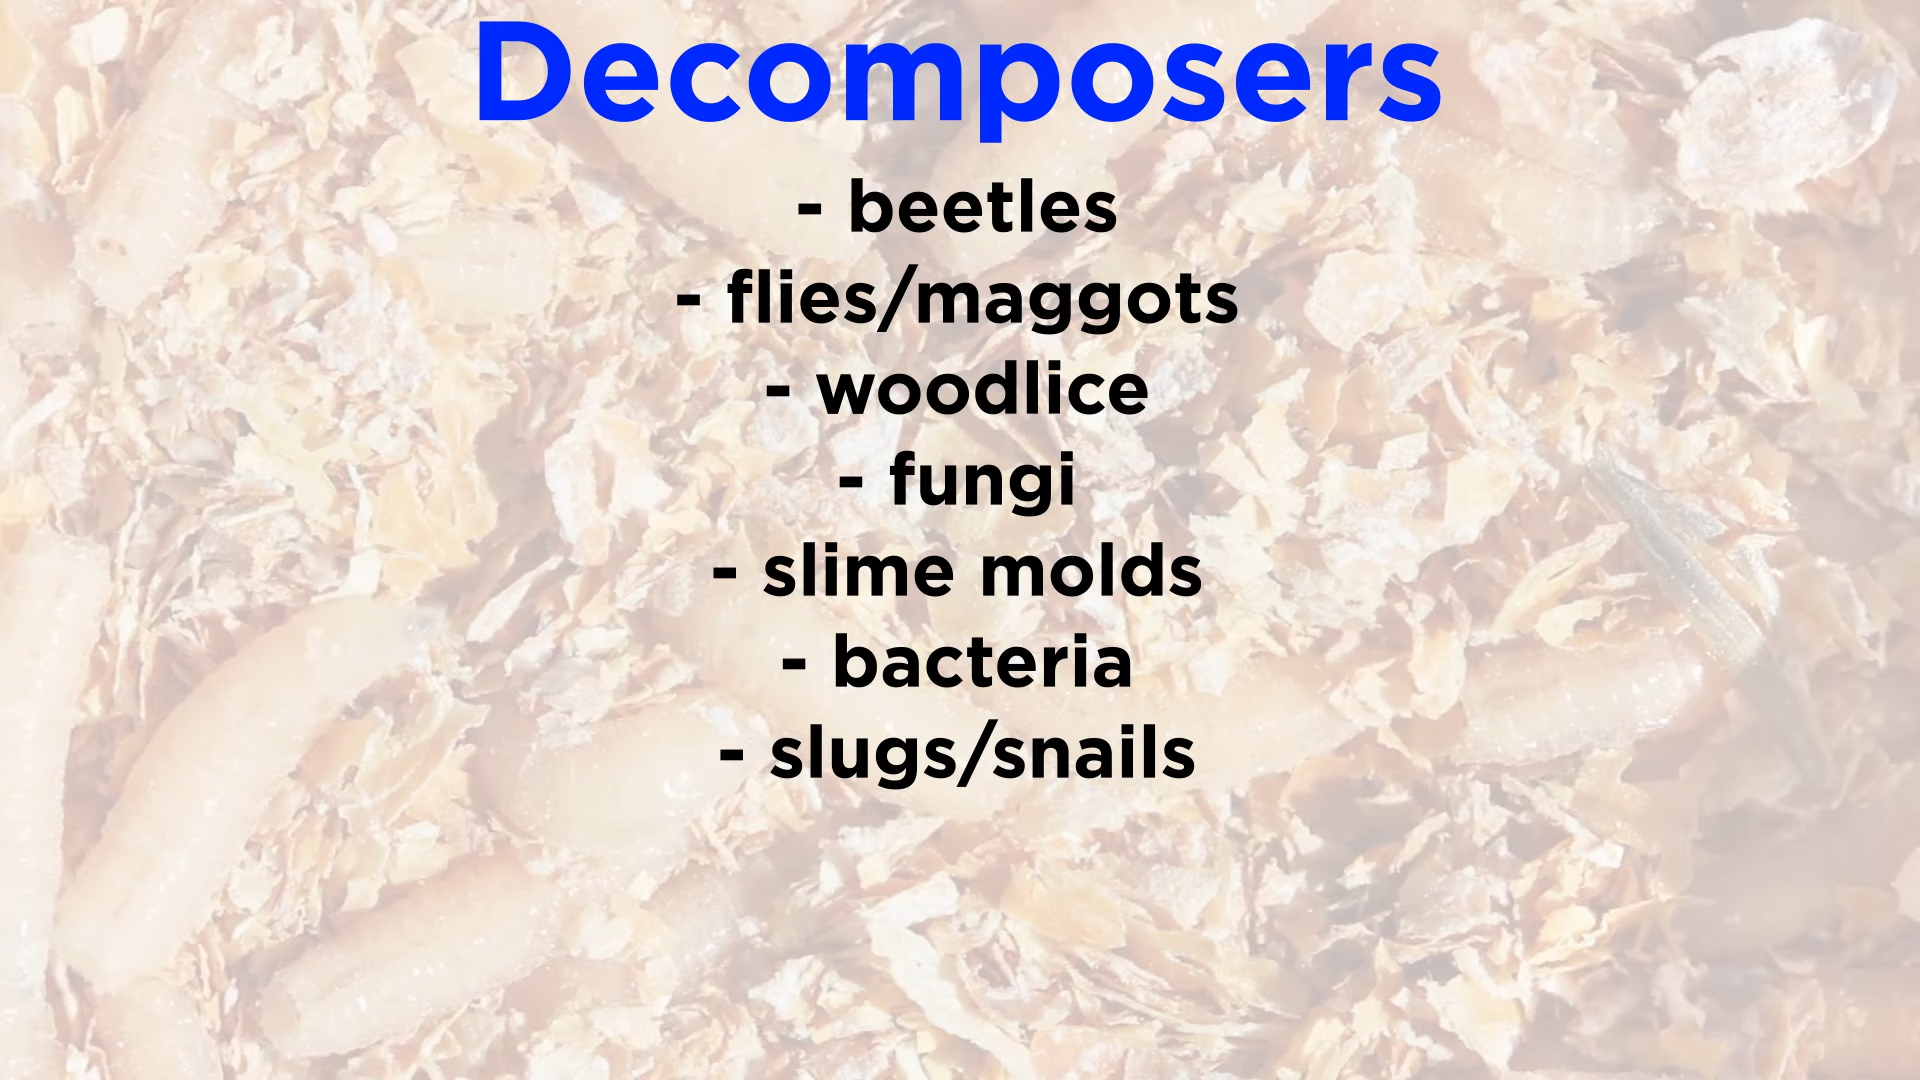 Decomposers
- beetles
- flies/maggots
- woodlice
- fungi
- slime molds
- bacteria
- slugs/snails